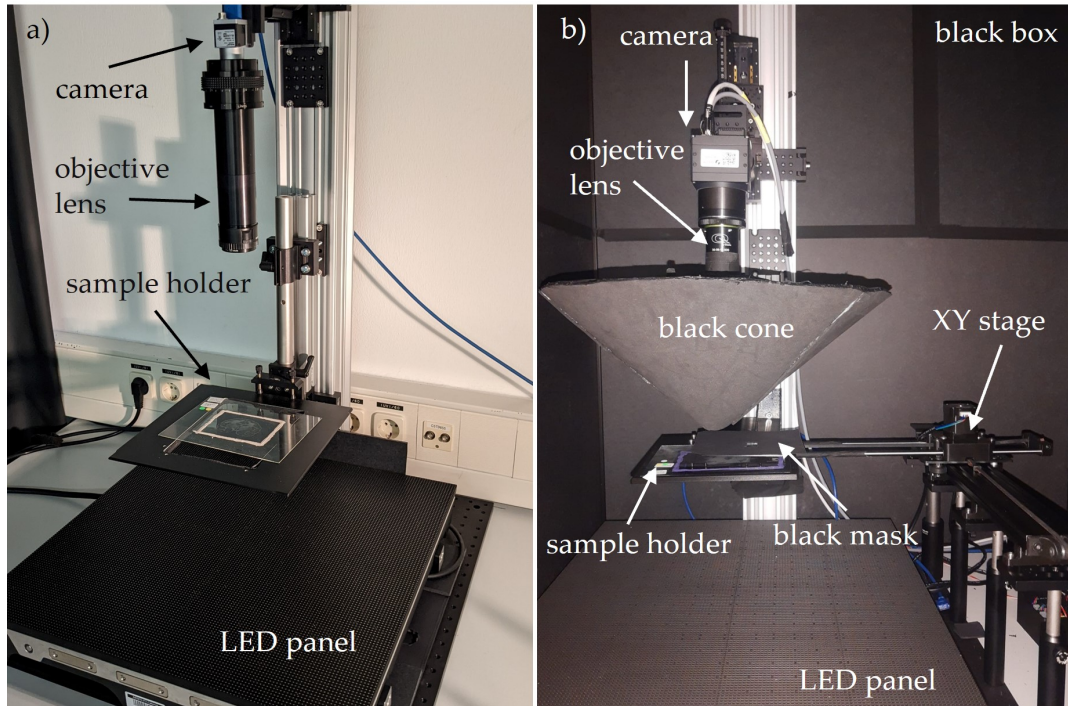 a)
camera
objective
lens
sample holder
LED panel
b)
camera
black box
objective
lens
black cone
XY stage
sample holder
black mask
LED panel